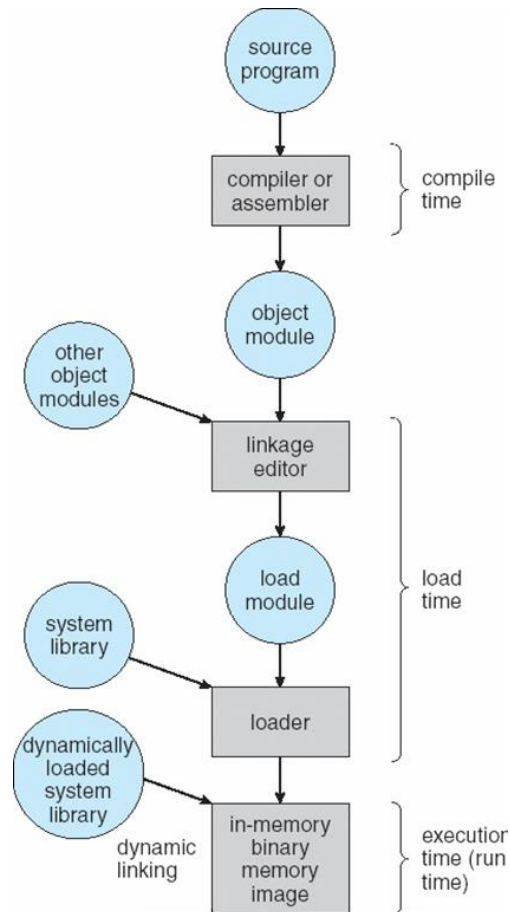 source
program
compiler or
assembler
compile
time
object
module
other
object
modules
linkage
editor
load
module
load
time
system
library
loader
dynamically
loaded
system
library
dynamic
linking
in-memory
binary
memory
image
execution
time (run
time)